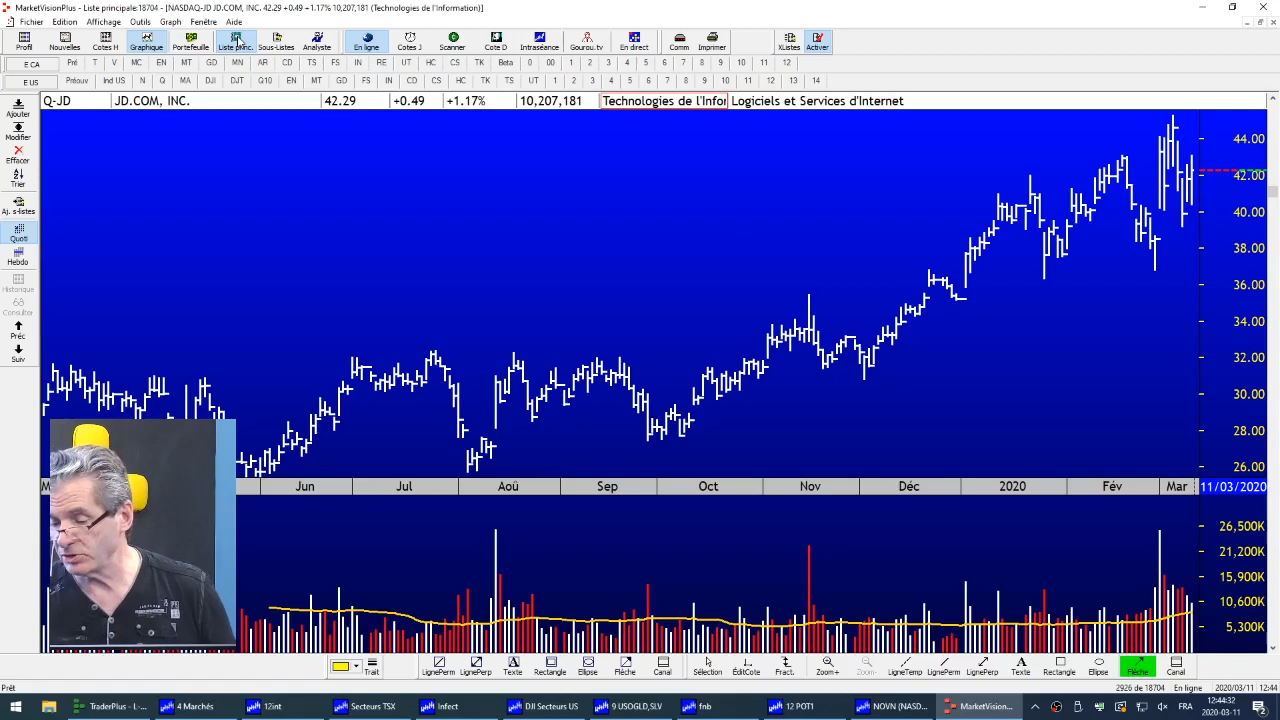 MarketVisionPlus - Liste principale:18704 - [NASDAQ-JD JD.COM, INC. 42.29 +0.49 +1.17% 10,207,181 (Technologies de l'Information)]
Fichier Edition Affichage Outils Graph Fenêtre Aide
Profil Nouvelles Cotes H Graphique Portefeuille Liste princ. Sous-Listes Analyste En ligne Cotes J Scanner Cote D Intraséance Gourou.tv En direct Comm Imprimer XListes Activer
E CA Pré T V MC EN MT GD MN AR CD TS FS IN RE UT HC CS TK Beta 0 00 1 2 3 4 5 6 7 8 9 10 11 12
E US Préouv Ind US N Q MA DJI DJT Q10 EN MT GD FS IN CD CS HC TK TS UT 1 2 3 4 5 6 7 8 9 10 11 12 13 14
Q-JD JD.COM, INC. 42.29 +0.49 +1.17% 10,207,181 Technologies de l'Infor Logiciels et Services d'Internet
Ajouter
Modifier
Effacer
Trier
Aj. s-listes
Quoti
Hebdo
Historique
Consulter
Préc
Suiv
44.00
42.00
40.00
38.00
36.00
34.00
32.00
30.00
28.00
26.00
M Jun Jul Aoû Sep Oct Nov Déc 2020 Fév Mar 11/03/2020
26,500K
21,200K
15,900K
10,600K
5,300K
Trait LignePerm LignePerp Texte Rectangle Ellipse Flêche Canal Sélection ÉditCote Fract. Zoom+ Zoom- LigneTemp LignePerm LignePerp Texte Rectangle Ellipse Flêche Canal
Prêt 2926 de 18704 En ligne 2020/03/11 12:44
TraderPlus - L-... 4 Marchés 12int Secteurs TSX Infect DJI Secteurs US 9 USOGLD,SLV fnb 12 POT1 NOVN (NASD... MarketVision... FRA 12:44:32
2020-03-11 2